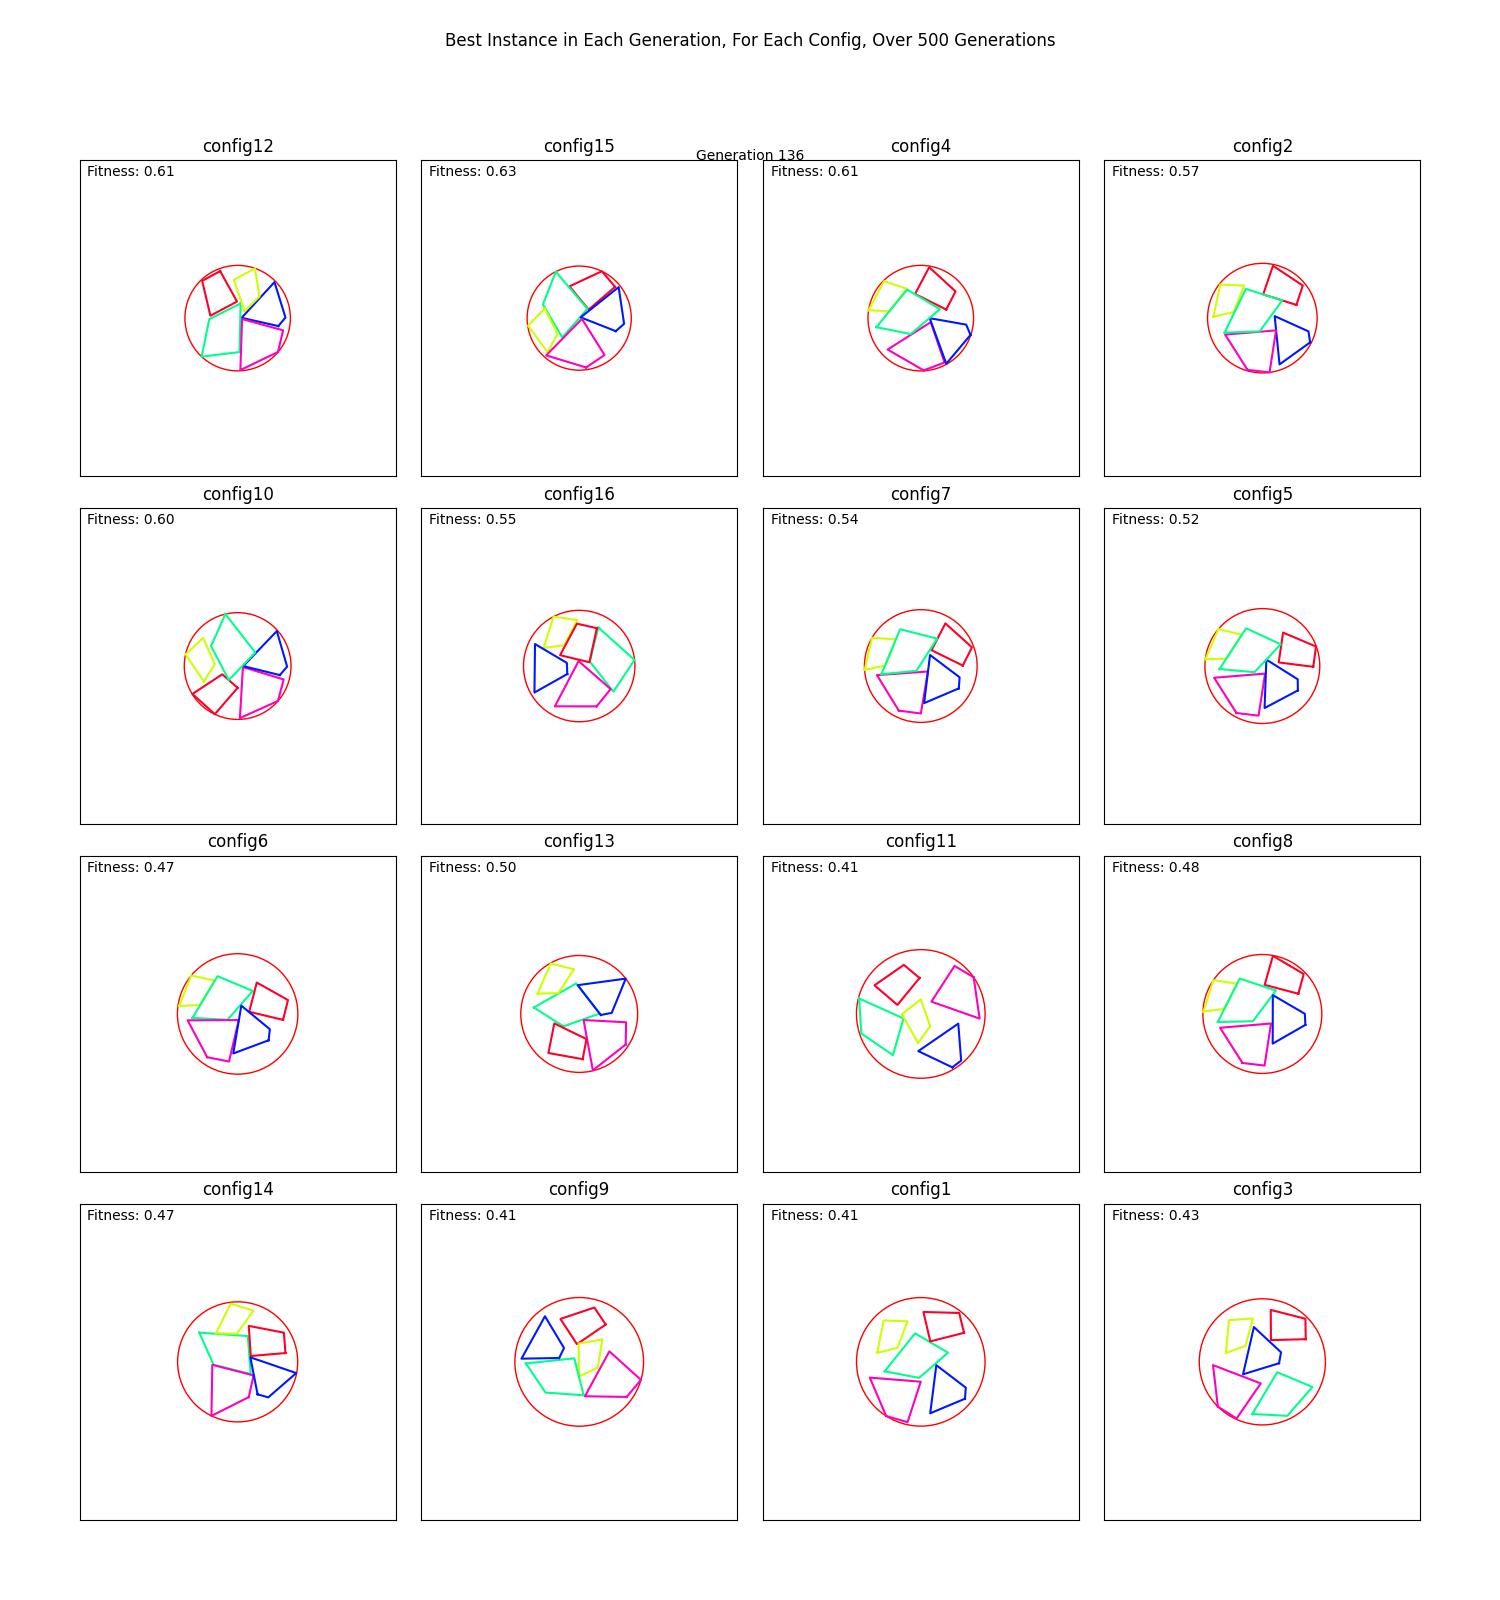 Best Instance in Each Generation, For Each Config, Over 500 Generations
Generation 136
config12
Fitness: 0.61
config15
Fitness: 0.63
config4
Fitness: 0.61
config2
Fitness: 0.57
config10
Fitness: 0.60
config16
Fitness: 0.55
config7
Fitness: 0.54
config5
Fitness: 0.52
config6
Fitness: 0.47
config13
Fitness: 0.50
config11
Fitness: 0.41
config8
Fitness: 0.48
config14
Fitness: 0.47
config9
Fitness: 0.41
config1
Fitness: 0.41
config3
Fitness: 0.43